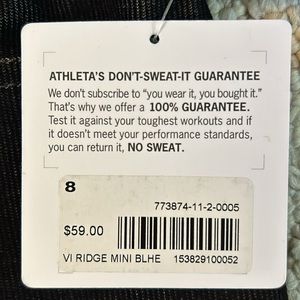 ATHLETA'S DON'T-SWEAT-IT GUARANTEE
We don't subscribe to "you wear it, you bought it."
That's why we offer a 100% GUARANTEE.
Test it against your toughest workouts and if
it doesn't meet your performance standards,
you can return it, NO SWEAT.
8
773874-11-2-0005
$59.00
VI RIDGE MINI BLHE 153829100052